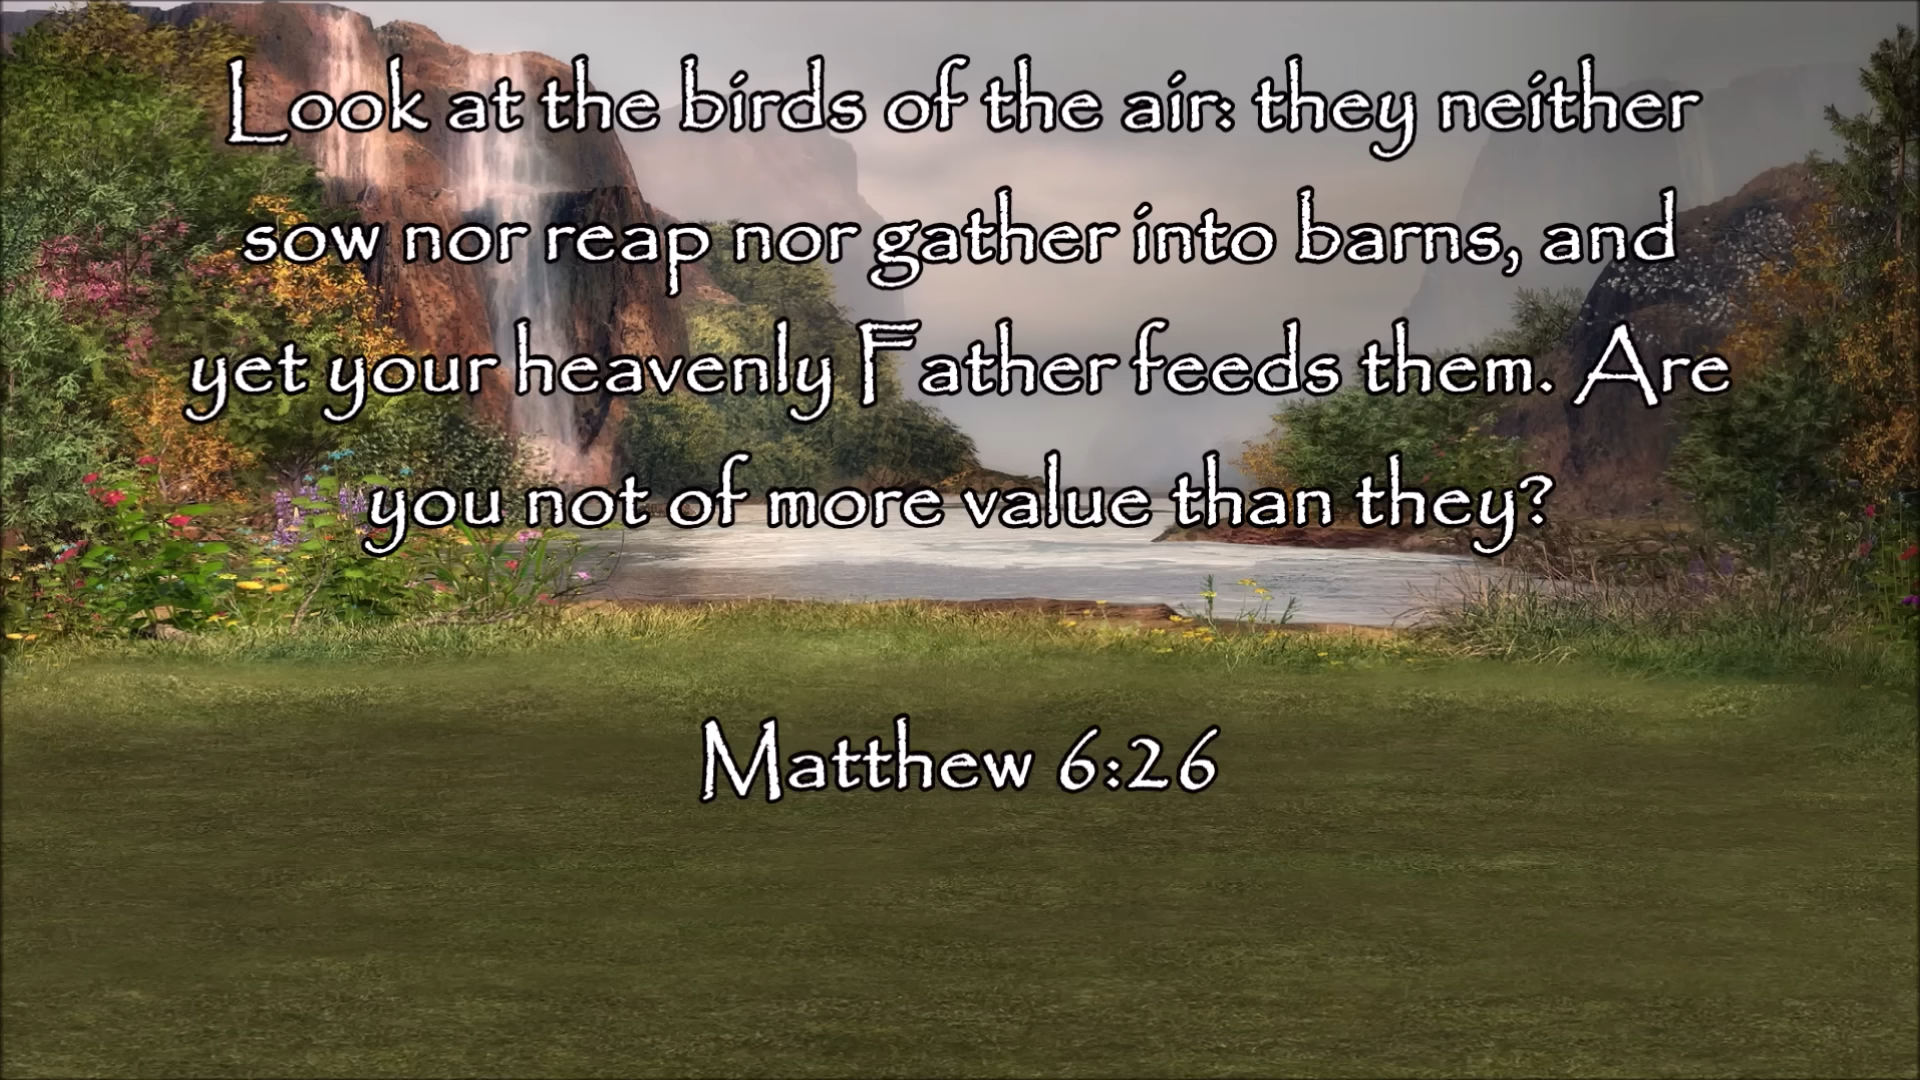 Look at the birds of the air: they neither
sow nor reap nor gather into barns, and
yet your heavenly Father feeds them. Are
you not of more value than they?
Matthew 6:26